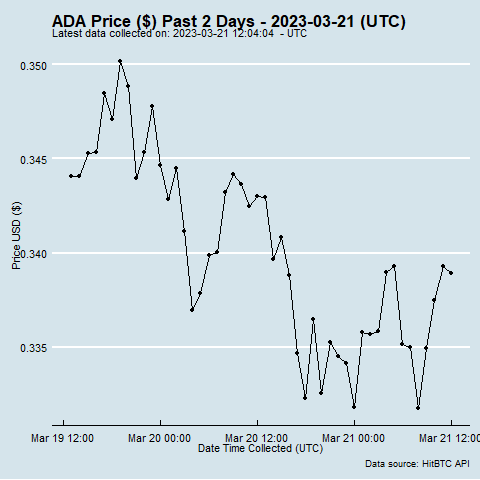 ADA Price ($) Past 2 Days - 2023-03-21 (UTC)
Latest data collected on: 2023-03-21 12:04:04 - UTC
0.350
0.345
0.340
0.335
Price USD ($)
Mar 19 12:00 Mar 20 00:00 Mar 20 12:00 Mar 21 00:00 Mar 21 12:00
Date Time Collected (UTC)
Data source: HitBTC API